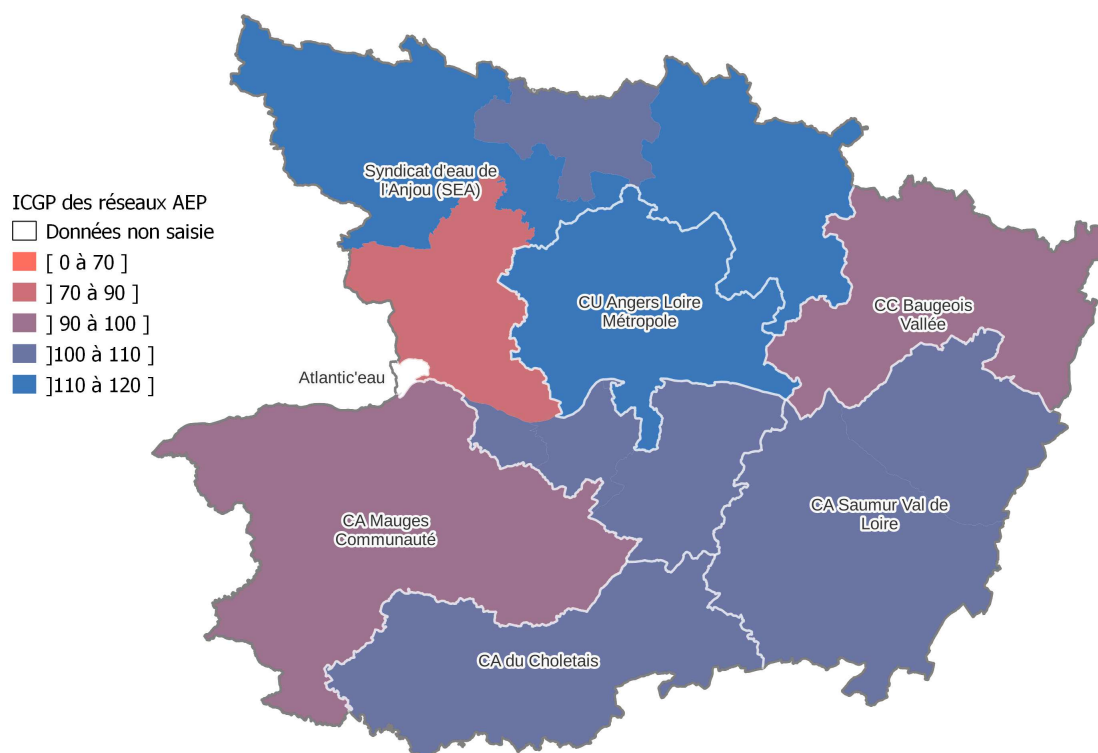 ICGP des réseaux AEP
Données non saisie
[ 0 à 70 ]
] 70 à 90 ]
] 90 à 100 ]
]100 à 110 ]
]110 à 120 ]
Syndicat d'eau de
l'Anjou (SEA)
CU Angers Loire
Métropole
CC Baugeois
Vallée
Atlantic'eau
CA Mauges
Communauté
CA Saumur Val de
Loire
CA du Choletais